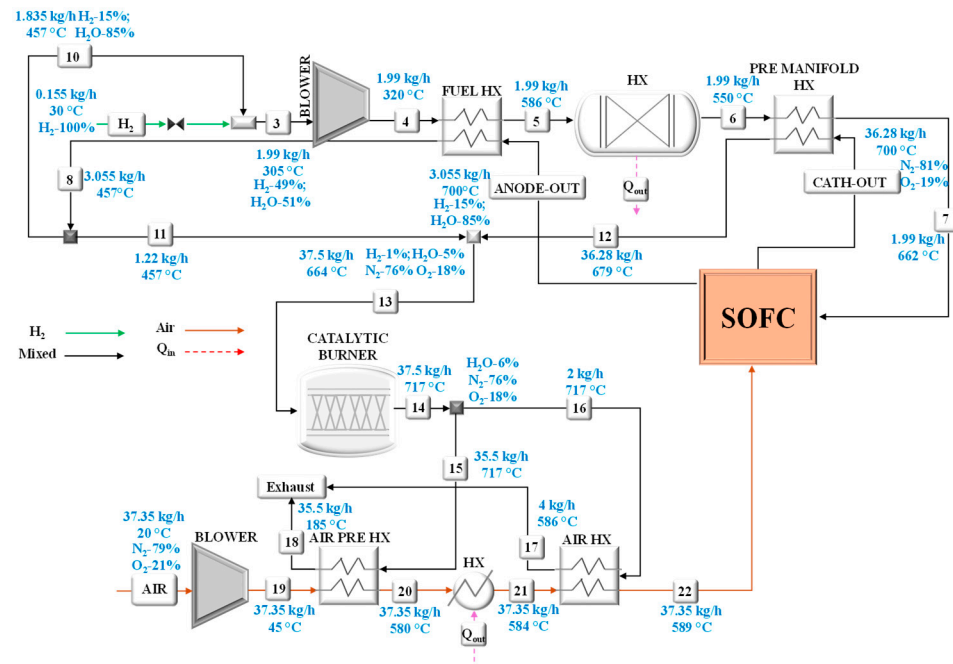 1.835 kg/h H₂-15%;
457 °C H₂O-85%
10
0.155 kg/h
30 °C
H₂-100%
H₂
3
BLOWER
1.99 kg/h
320 °C
4
FUEL HX
1.99 kg/h
586 °C
5
HX
1.99 kg/h
550 °C
6
PRE MANIFOLD
HX
36.28 kg/h
700 °C
N₂-81%
O₂-19%
1.99 kg/h
305 °C
H₂-49%;
H₂O-51%
8
3.055 kg/h
457°C
3.055 kg/h
700°C
H₂-15%;
H₂O-85%
ANODE-OUT
Qout
CATH-OUT
7
1.99 kg/h
662 °C
11
1.22 kg/h
457 °C
12
36.28 kg/h
679 °C
37.5 kg/h
664 °C
H₂-1%; H₂O-5%
N₂-76% O₂-18%
13
SOFC
H₂
Air
Mixed
Qin
CATALYTIC
BURNER
37.5 kg/h
717 °C
14
H₂O-6%
N₂-76%
O₂-18%
2 kg/h
717 °C
16
15
35.5 kg/h
717 °C
Exhaust
35.5 kg/h
185 °C
18
AIR PRE HX
4 kg/h
586 °C
17
AIR HX
37.35 kg/h
20 °C
N₂-79%
O₂-21%
AIR
BLOWER
19
37.35 kg/h
45 °C
20
37.35 kg/h
580 °C
HX
Qout
21
37.35 kg/h
584 °C
22
37.35 kg/h
589 °C